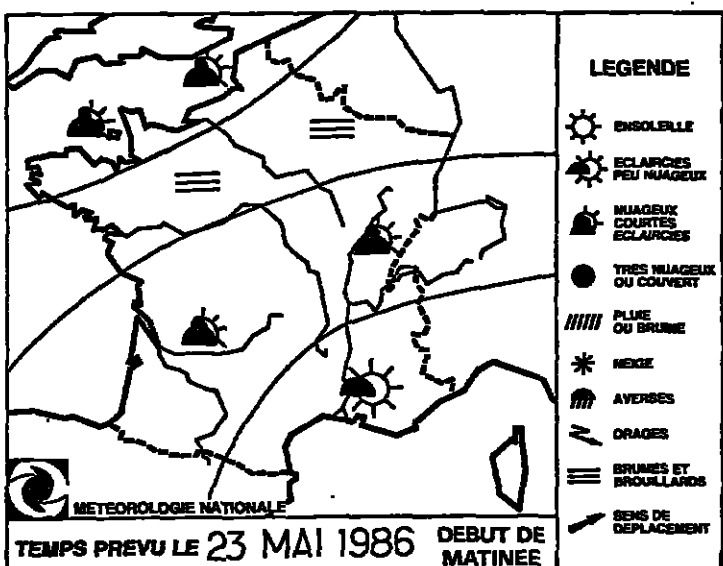 LEGENDE
ENSOLEILLE
ECLAIRCIES
PEU NUAGEUX
NUAGEUX
COURTES
ECLAIRCIES
TRES NUAGEUX
OU COUVERT
PLUIE
OU BRUINE
NEIGE
AVERSES
ORAGES
BRUMES ET
BROUILLARDS
SENS DE
DEPLACEMENT
METEOROLOGIE NATIONALE
TEMPS PREVU LE 23 MAI 1986 DEBUT DE
MATINEE